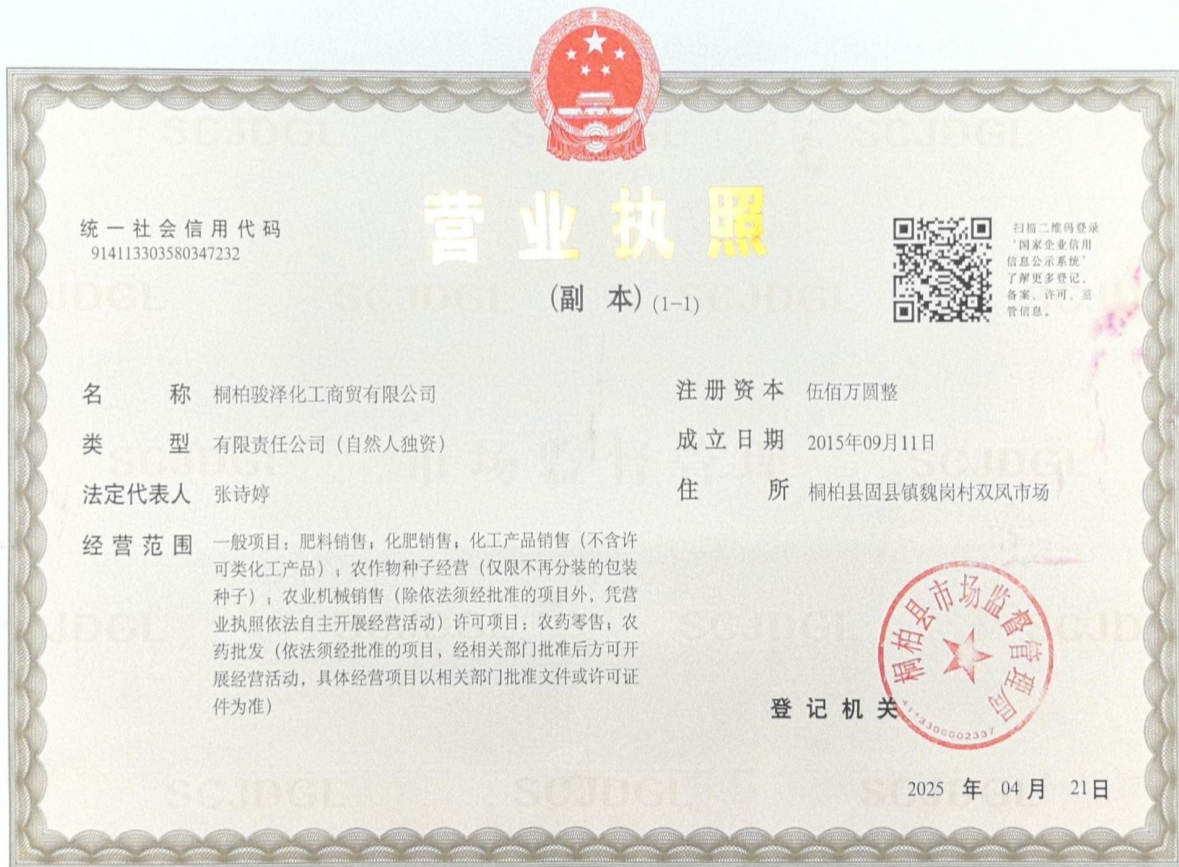 营业执照
(副 本) (1-1)
统一社会信用代码
914113303580347232
扫描二维码登录
‘国家企业信用
信息公示系统’
了解更多登记、
备案、许可、监
管信息。
名 称 桐柏骏泽化工商贸有限公司
类 型 有限责任公司（自然人独资）
法定代表人 张诗婷
经营范围 一般项目：肥料销售；化肥销售；化工产品销售（不含许
可类化工产品）；农作物种子经营（仅限不再分装的包装
种子）；农业机械销售（除依法须经批准的项目外，凭营
业执照依法自主开展经营活动）许可项目：农药零售；农
药批发（依法须经批准的项目，经相关部门批准后方可开
展经营活动，具体经营项目以相关部门批准文件或许可证
件为准）
注册资本 伍佰万圆整
成立日期 2015年09月11日
住 所 桐柏县固县镇魏岗村双凤市场
登记机关
桐柏县市场监督管理局
4113300002337
2025 年 04 月 21日
SCJDGL